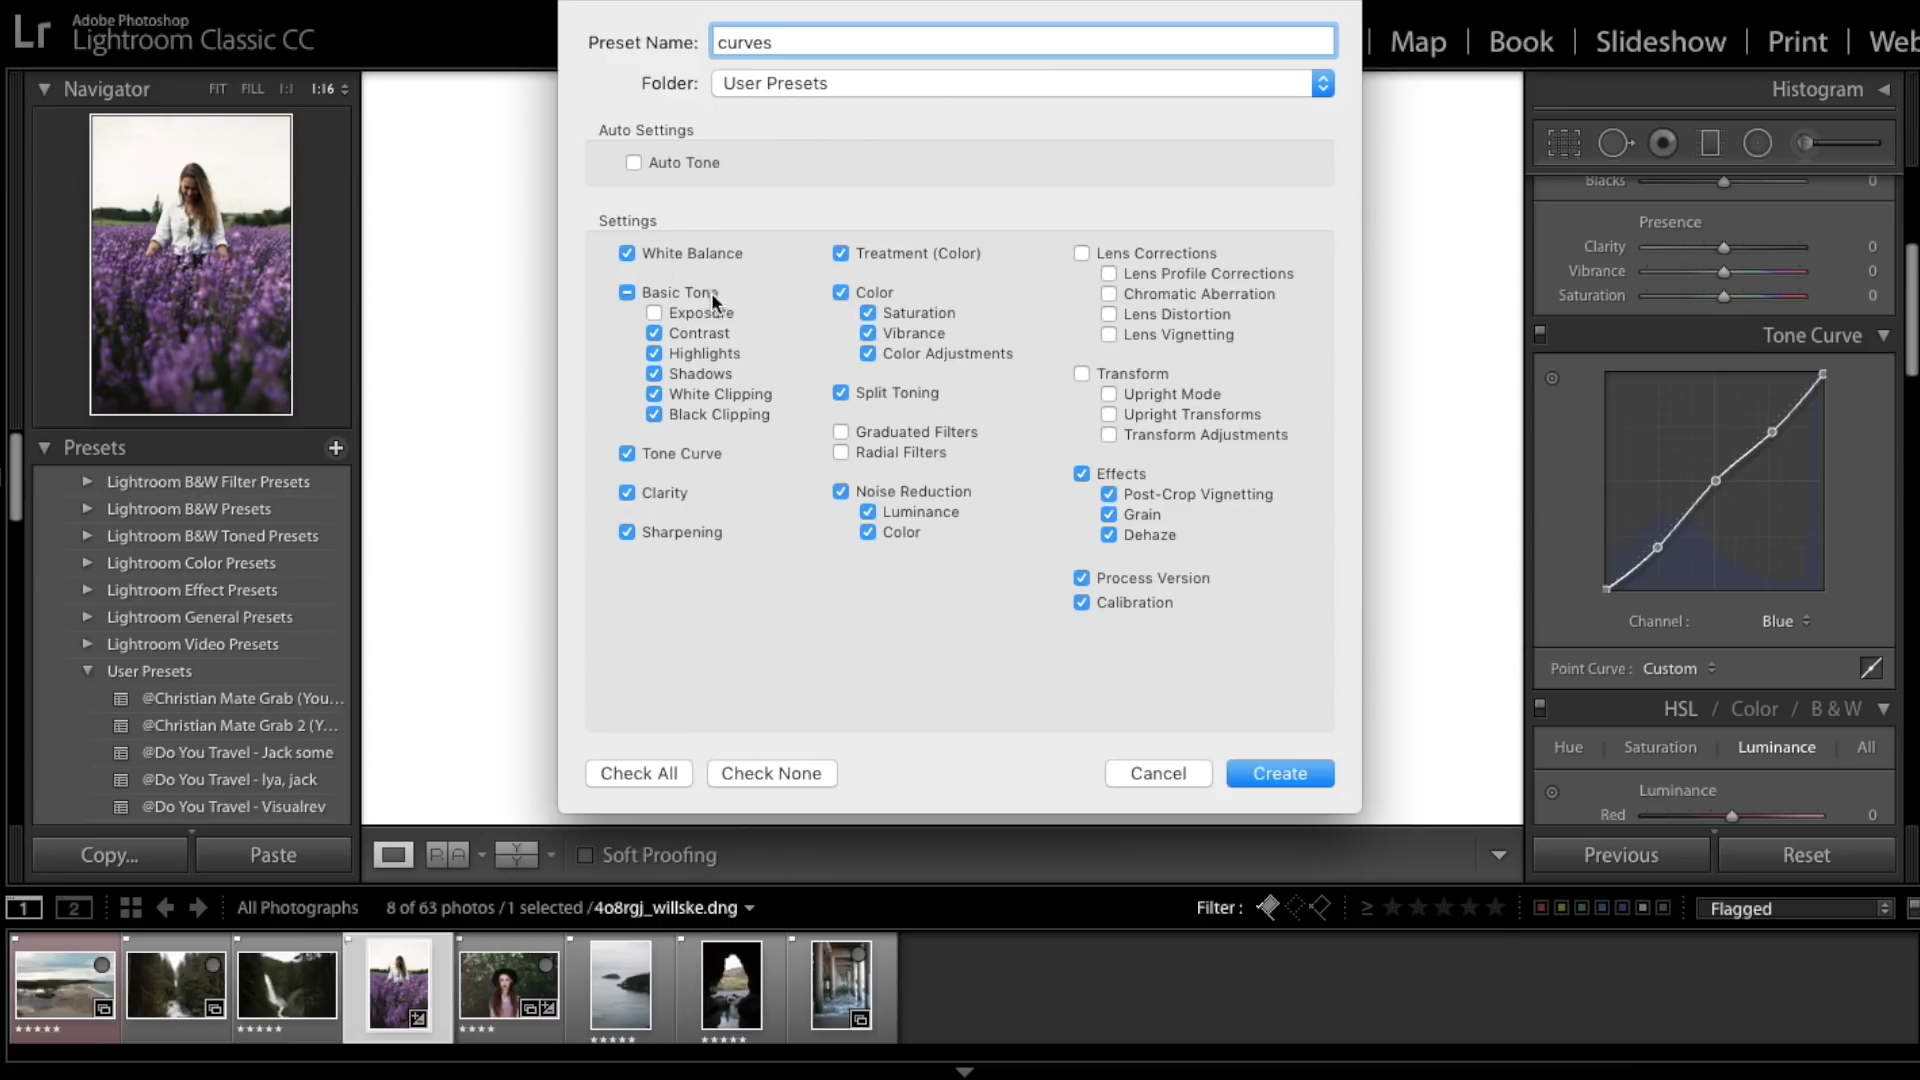 Lr
Adobe Photoshop
Lightroom Classic CC
Map | Book | Slideshow | Print | Web
Navigator FIT FILL 1:1 1:16
Presets
Lightroom B&W Filter Presets
Lightroom B&W Presets
Lightroom B&W Toned Presets
Lightroom Color Presets
Lightroom Effect Presets
Lightroom General Presets
Lightroom Video Presets
User Presets
@Christian Mate Grab (You...
@Christian Mate Grab 2 (Y...
@Do You Travel - Jack some
@Do You Travel - Iya, jack
@Do You Travel - Visualrev
Copy... Paste
Preset Name: curves
Folder: User Presets
Auto Settings
Auto Tone
Settings
White Balance
Basic Tone
Exposure
Contrast
Highlights
Shadows
White Clipping
Black Clipping
Tone Curve
Clarity
Sharpening
Treatment (Color)
Color
Saturation
Vibrance
Color Adjustments
Split Toning
Graduated Filters
Radial Filters
Noise Reduction
Luminance
Color
Lens Corrections
Lens Profile Corrections
Chromatic Aberration
Lens Distortion
Lens Vignetting
Transform
Upright Mode
Upright Transforms
Transform Adjustments
Effects
Post-Crop Vignetting
Grain
Dehaze
Process Version
Calibration
Check All Check None Cancel Create
Histogram
Blacks 0
Presence
Clarity 0
Vibrance 0
Saturation 0
Tone Curve
Channel : Blue
Point Curve : Custom
HSL / Color / B & W
Hue Saturation Luminance All
Luminance
Red 0
Previous Reset
R A Y Y Soft Proofing
1 2 All Photographs 8 of 63 photos / 1 selected / 4o8rgj_willske.dng Filter : ≥ Flagged